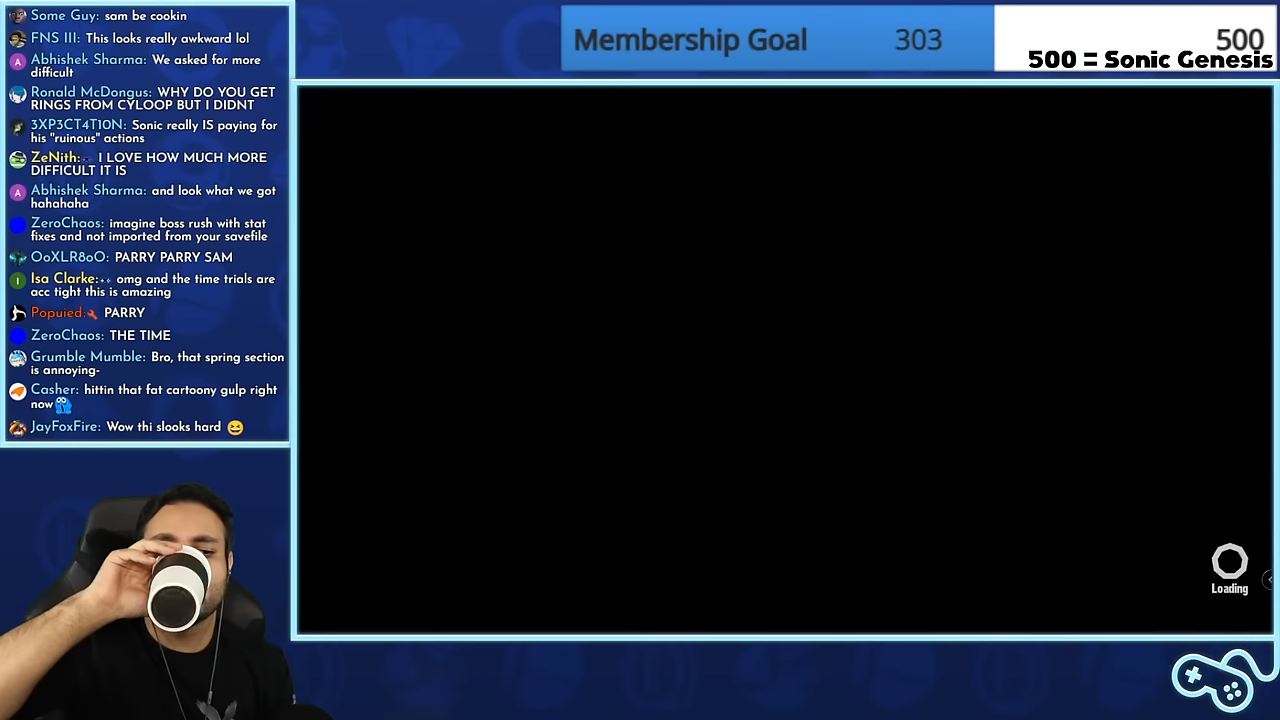 Some Guy: sam be cookin
FNS III: This looks really awkward lol
Abhishek Sharma: We asked for more
difficult
Ronald McDongus: WHY DO YOU GET
RINGS FROM CYLOOP BUT I DIDNT
3XP3CT4T1ON: Sonic really IS paying for
his "ruinous" actions
ZeNith: I LOVE HOW MUCH MORE
DIFFICULT IT IS
Abhishek Sharma: and look what we got
hahahaha
ZeroChaos: imagine boss rush with stat
fixes and not imported from your savefile
OoXLR8oO: PARRY PARRY SAM
Isa Clarke: omg and the time trials are
acc tight this is amazing
Popuied: PARRY
ZeroChaos: THE TIME
Grumble Mumble: Bro, that spring section
is annoying-
Casher: hittin that fat cartoony gulp right
now
JayFoxFire: Wow thi slooks hard 😆
Membership Goal 303 500
500 = Sonic Genesis
Loading